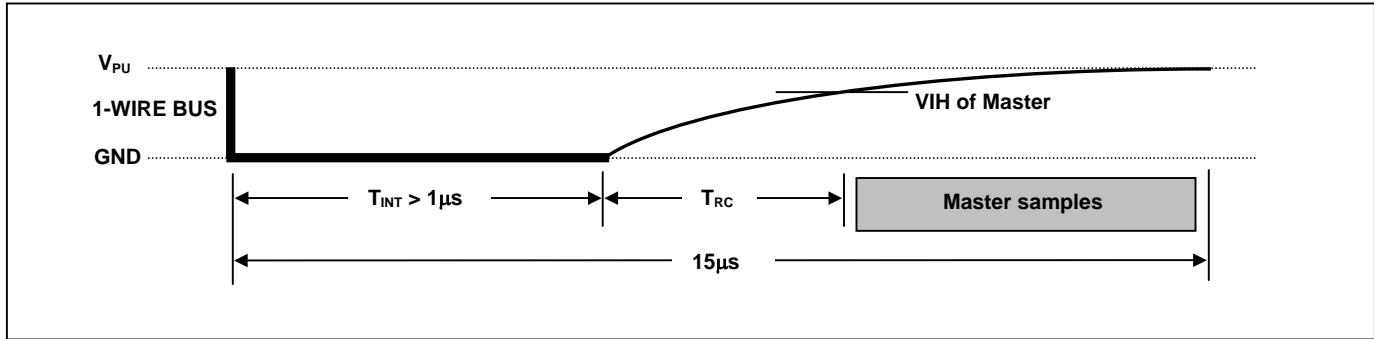 VPU
1-WIRE BUS
VIH of Master
GND
TINT > 1μs
TRC
Master samples
15μs